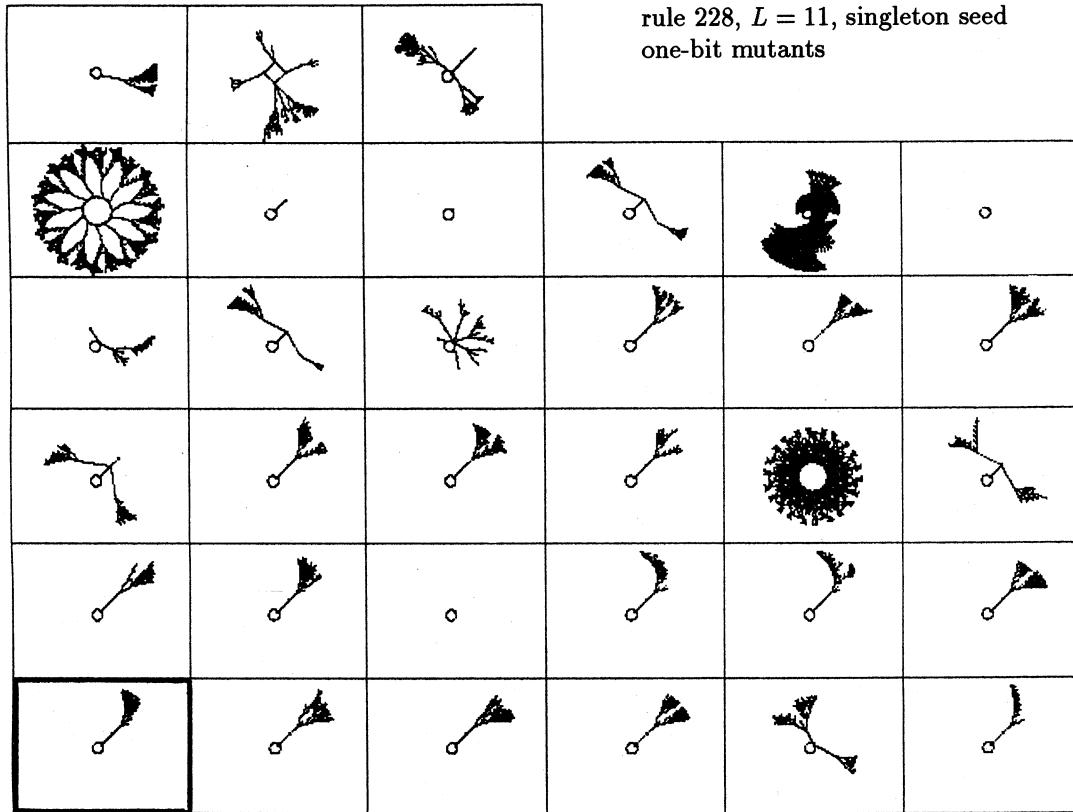 rule 228, L = 11, singleton seed
one-bit mutants